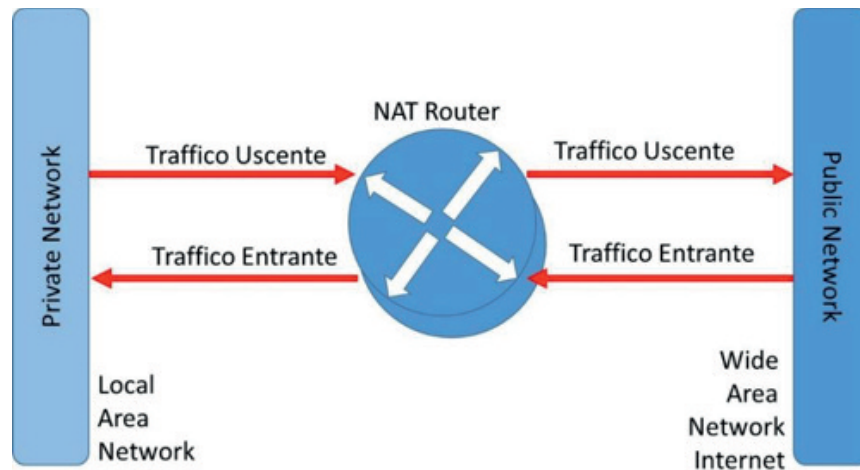 NAT Router
Private Network
Traffico Uscente
Traffico Uscente
Public Network
Traffico Entrante
Traffico Entrante
Local
Area
Network
Wide
Area
Network
Internet